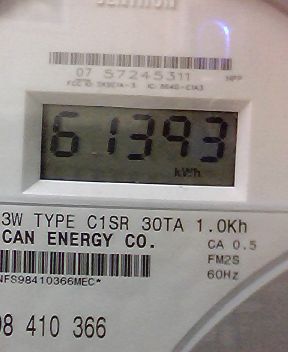 07 57245311 NPP
61393
kWh
3W TYPE C1SR 30TA 1.0Kh
CAN ENERGY CO.
CA 0.5
FM2S
60Hz
NFS98410366MEC*
98 410 366